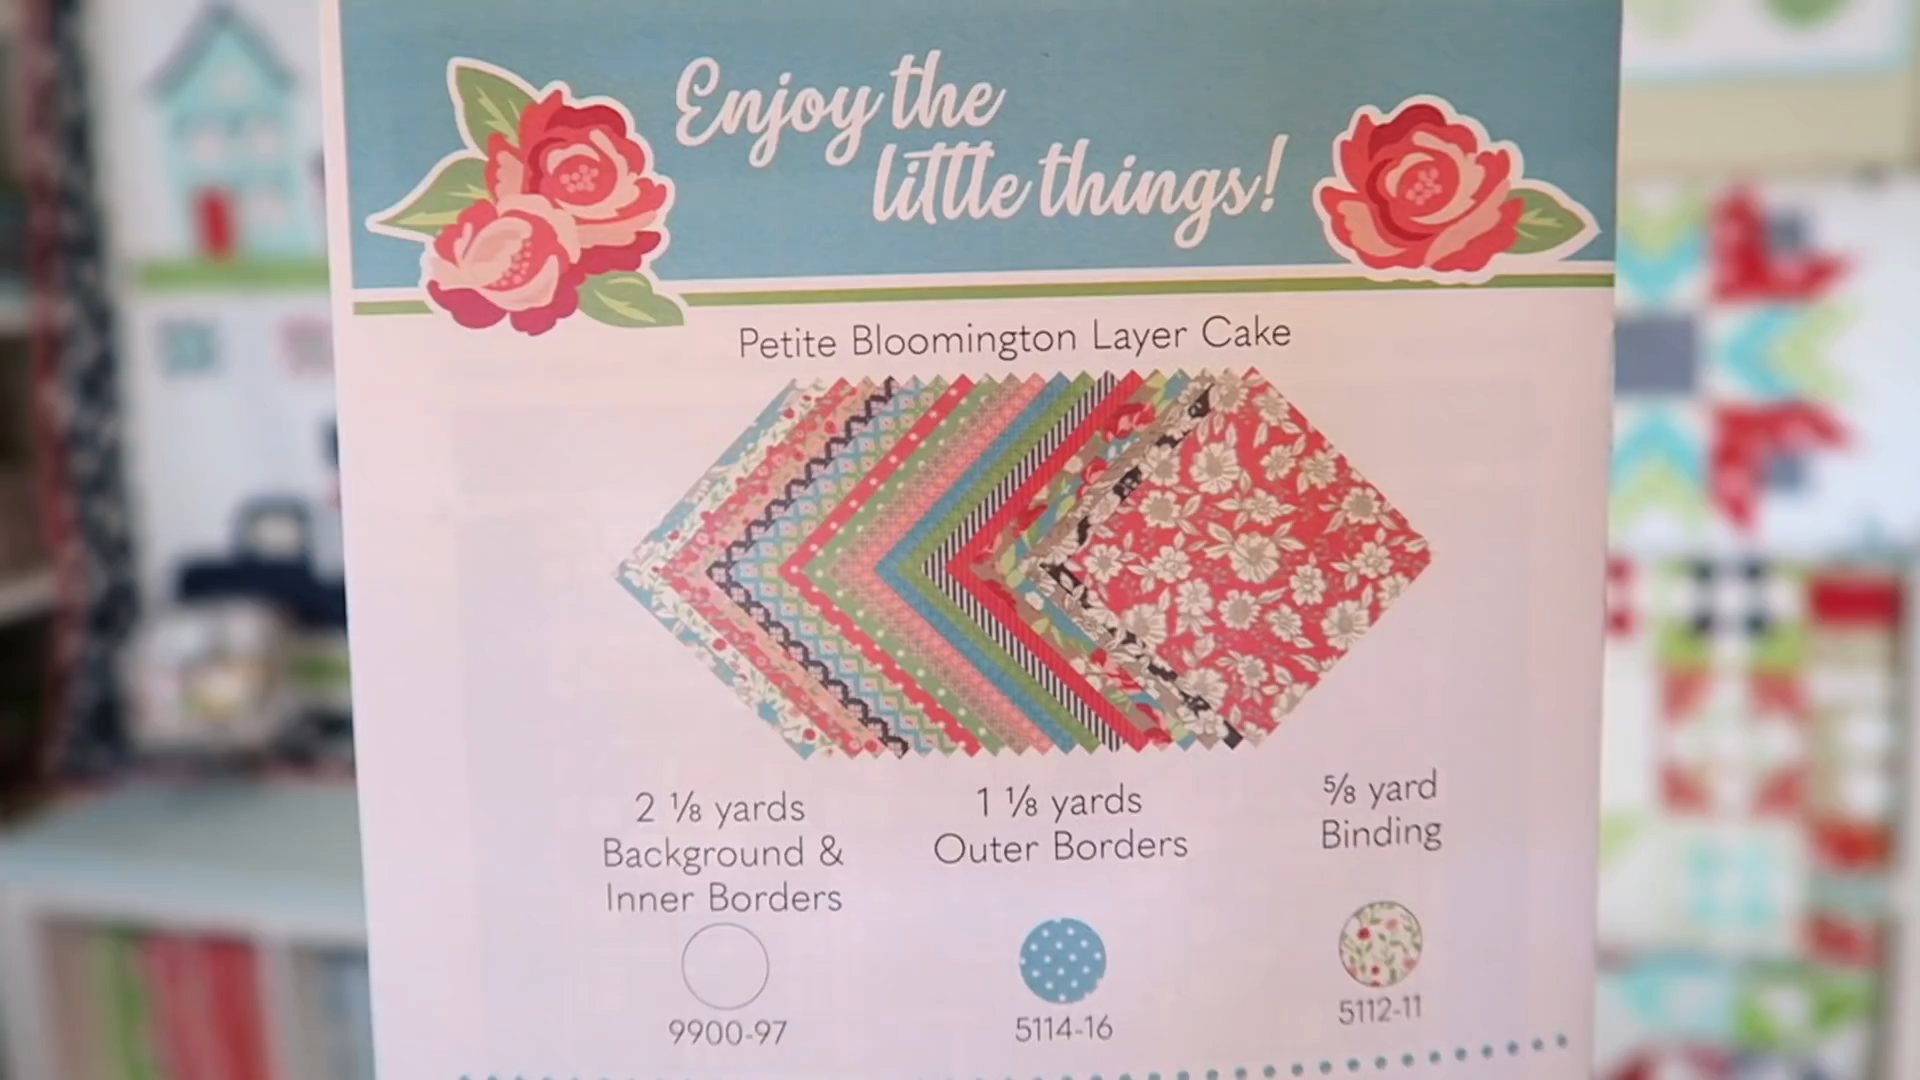 Enjoy the
little things!
Petite Bloomington Layer Cake
2 ⅛ yards
Background &
Inner Borders
9900-97
1 ⅛ yards
Outer Borders
5114-16
⅝ yard
Binding
5112-11